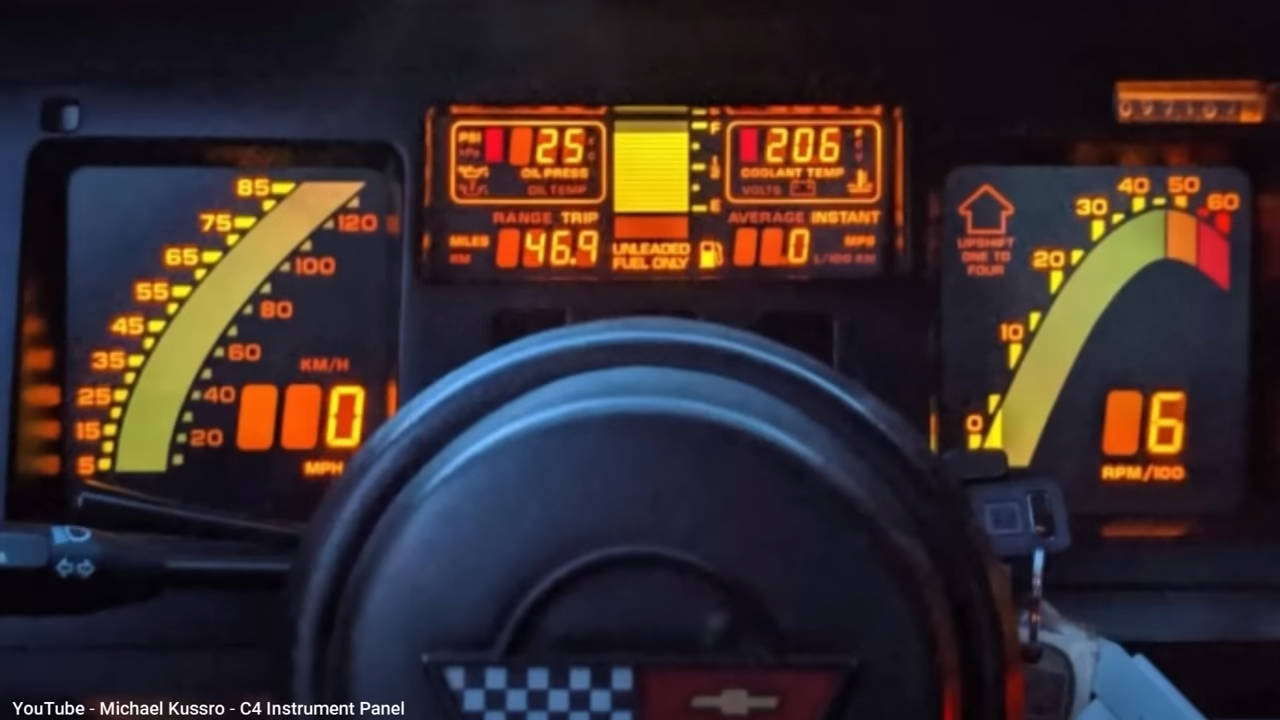 85
75
65
55
45
35
25
15
5
120
100
80
60
40
20
KM/H
0
MPH
PSI
25
OIL PRESS
OIL TEMP
F
E
206
COOLANT TEMP
VOLTS
RANGE TRIP
MILES
KM
46.9
UNLEADED
FUEL ONLY
AVERAGE INSTANT
0
MPG
L/100 KM
UPSHIFT
ONE TO
FOUR
0
10
20
30
40
50
60
6
RPM/100
YouTube - Michael Kussro - C4 Instrument Panel